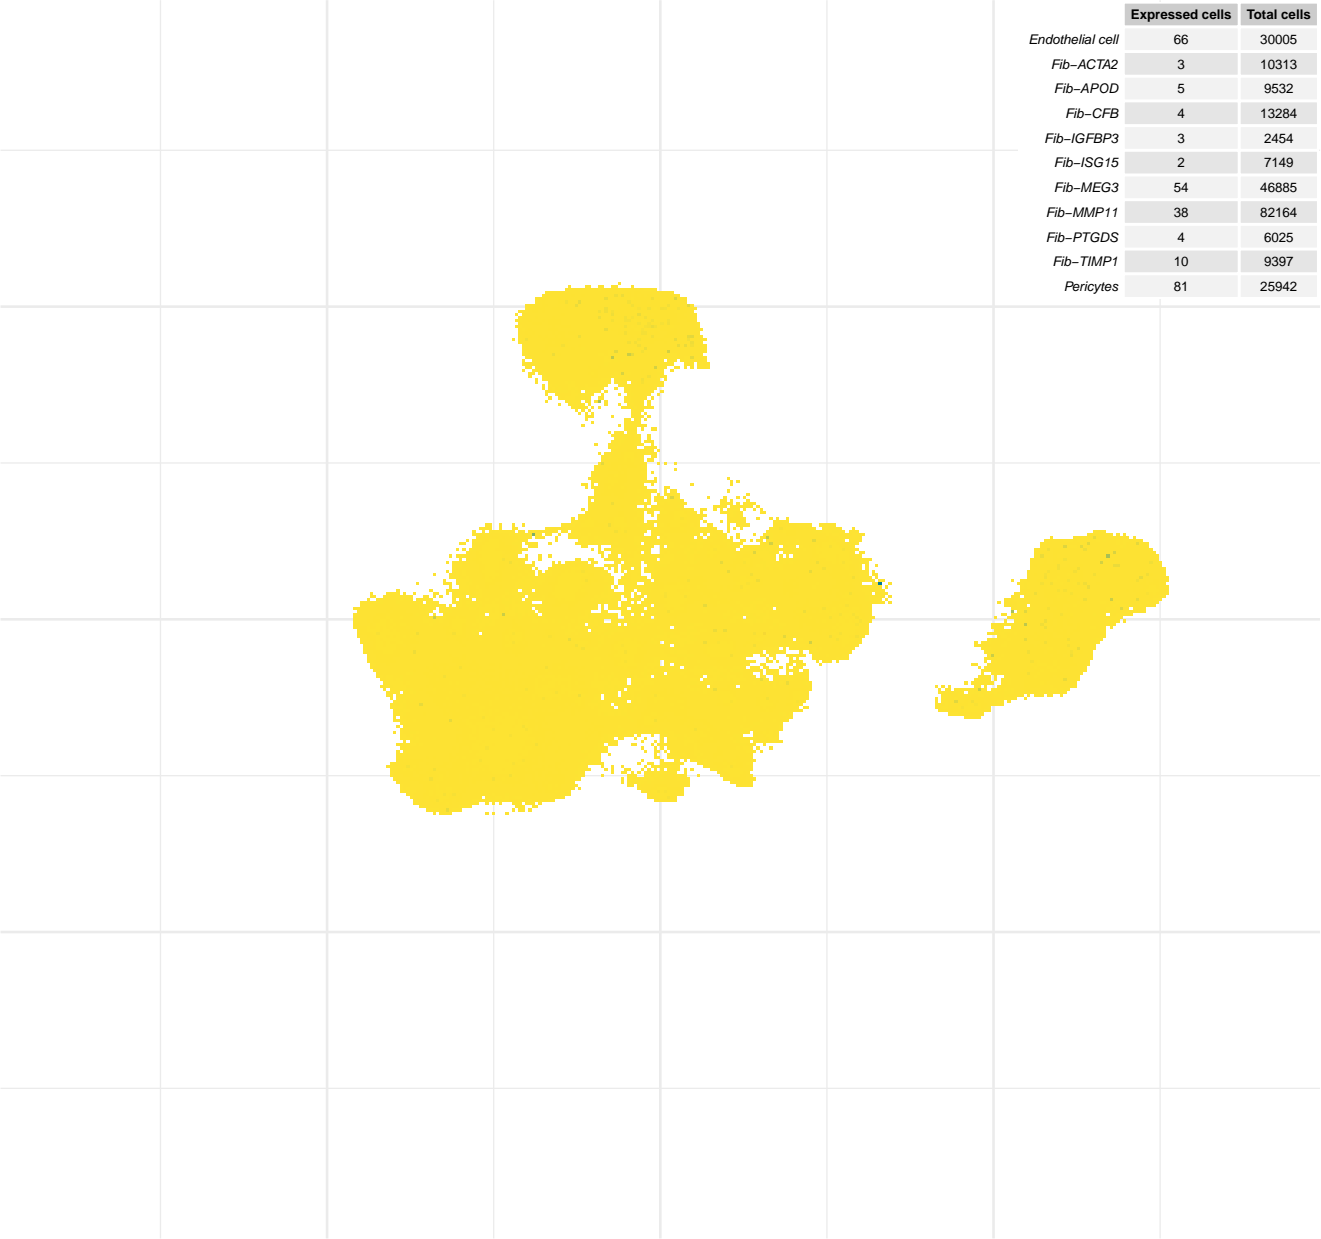 Expressed cells Total cells
Endothelial cell 66 30005
Fib−ACTA2 3 10313
Fib−APOD 5 9532
Fib−CFB 4 13284
Fib−IGFBP3 3 2454
Fib−ISG15 2 7149
Fib−MEG3 54 46885
Fib−MMP11 38 82164
Fib−PTGDS 4 6025
Fib−TIMP1 10 9397
Pericytes 81 25942